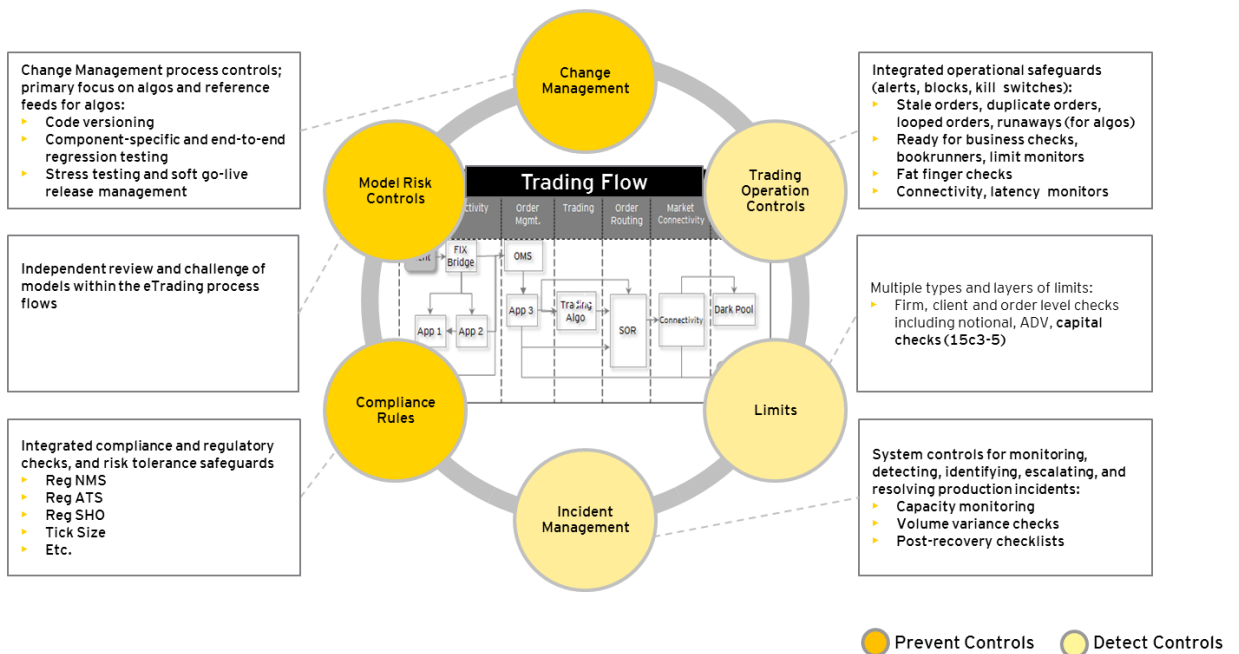 Change Management process controls;
primary focus on algos and reference
feeds for algos:
Code versioning
Component-specific and end-to-end
regression testing
Stress testing and soft go-live
release management
Independent review and challenge of
models within the eTrading process
flows
Integrated compliance and regulatory
checks, and risk tolerance safeguards
Reg NMS
Reg ATS
Reg SHO
Tick Size
Etc.
Change
Management
Model Risk
Controls
Compliance
Rules
Trading Flow
Order
Mgmt.
Trading
Order
Routing
Market
Connectivity
FIX
Bridge
OMS
App 1
App 2
App 3
Trading
Algo
SOR
Connectivity
Dark Pool
Trading
Operation
Controls
Limits
Incident
Management
Integrated operational safeguards
(alerts, blocks, kill switches):
Stale orders, duplicate orders,
looped orders, runaways (for algos)
Ready for business checks,
bookrunners, limit monitors
Fat finger checks
Connectivity, latency monitors
Multiple types and layers of limits:
Firm, client and order level checks
including notional, ADV, capital
checks (15c3-5)
System controls for monitoring,
detecting, identifying, escalating, and
resolving production incidents:
Capacity monitoring
Volume variance checks
Post-recovery checklists
Prevent Controls
Detect Controls